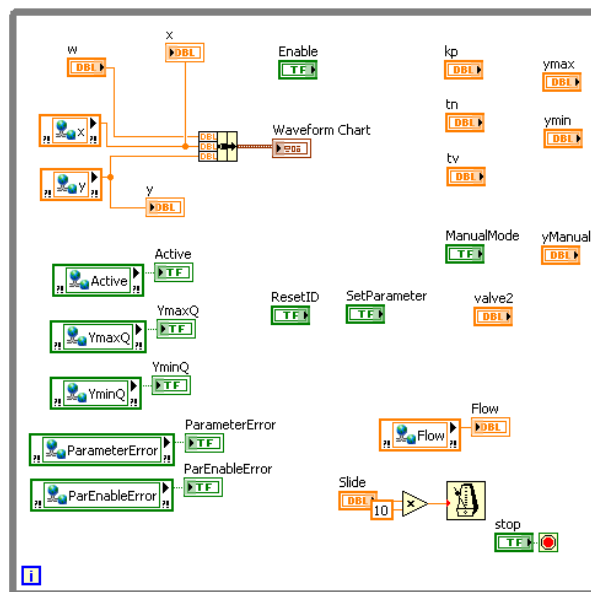 x
w
Enable
kp
ymax
DBL
DBL
TF
DBL
DBL
tn
ymin
x
DBL
DBL
DBL
DBL
DBL
Waveform Chart
tv
y
DBL
y
DBL
ManualMode
yManual
Active
TF
DBL
Active
TF
ResetID
SetParameter
valve2
YmaxQ
TF
TF
DBL
YmaxQ
TF
YminQ
YminQ
TF
Flow
ParameterError
Flow
DBL
ParameterError
TF
ParEnableError
Slide
ParEnableError
TF
DBL
10
x
stop
TF
i